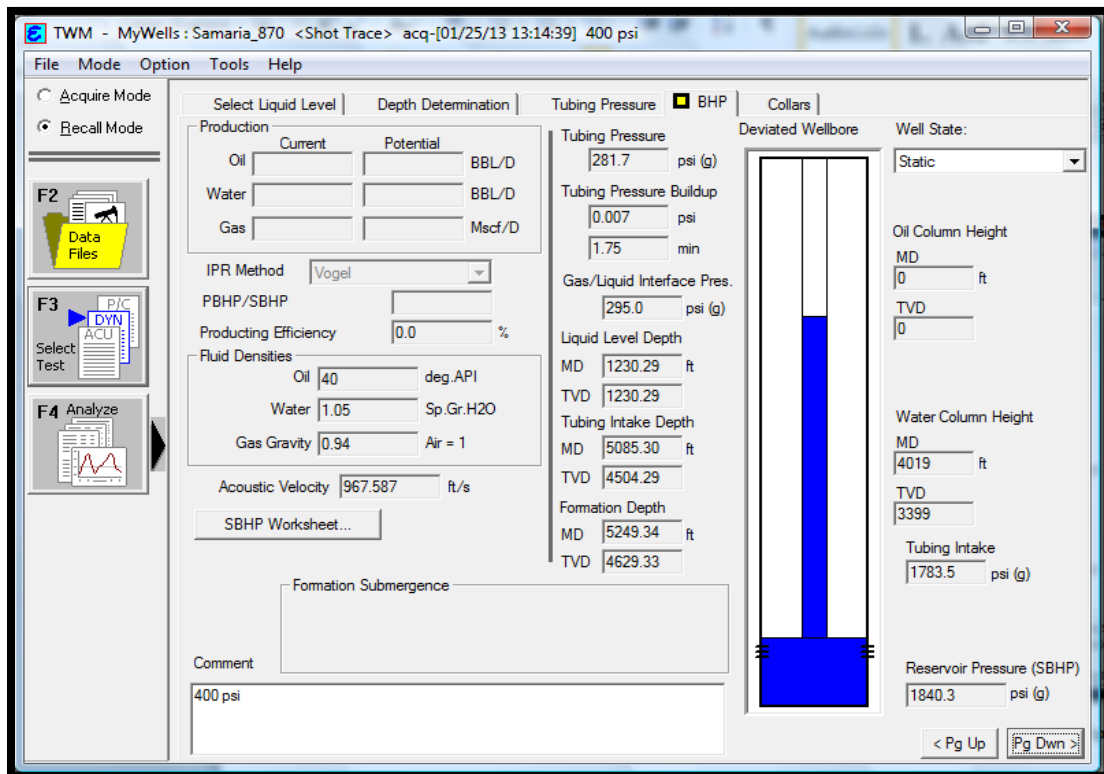 TWM - MyWells : Samaria_870 <Shot Trace> acq-[01/25/13 13:14:39] 400 psi
File Mode Option Tools Help
Acquire Mode
Recall Mode
F2
Data
Files
F3
P/C
DYN
ACU
Select
Test
F4 Analyze
Select Liquid Level
Depth Determination
Tubing Pressure
BHP
Collars
Production
Current Potential
Oil BBL/D
Water BBL/D
Gas Mscf/D
IPR Method Vogel
PBHP/SBHP
Producting Efficiency 0.0 %
Fluid Densities
Oil 40 deg.API
Water 1.05 Sp.Gr.H2O
Gas Gravity 0.94 Air = 1
Acoustic Velocity 967.587 ft/s
SBHP Worksheet...
Formation Submergence
Comment
400 psi
Tubing Pressure
281.7 psi (g)
Tubing Pressure Buildup
0.007 psi
1.75 min
Gas/Liquid Interface Pres.
295.0 psi (g)
Liquid Level Depth
MD 1230.29 ft
TVD 1230.29
Tubing Intake Depth
MD 5085.30 ft
TVD 4504.29
Formation Depth
MD 5249.34 ft
TVD 4629.33
Deviated Wellbore
Well State:
Static
Oil Column Height
MD
0 ft
TVD
0
Water Column Height
MD
4019 ft
TVD
3399
Tubing Intake
1783.5 psi (g)
Reservoir Pressure (SBHP)
1840.3 psi (g)
< Pg Up
Pg Dwn >